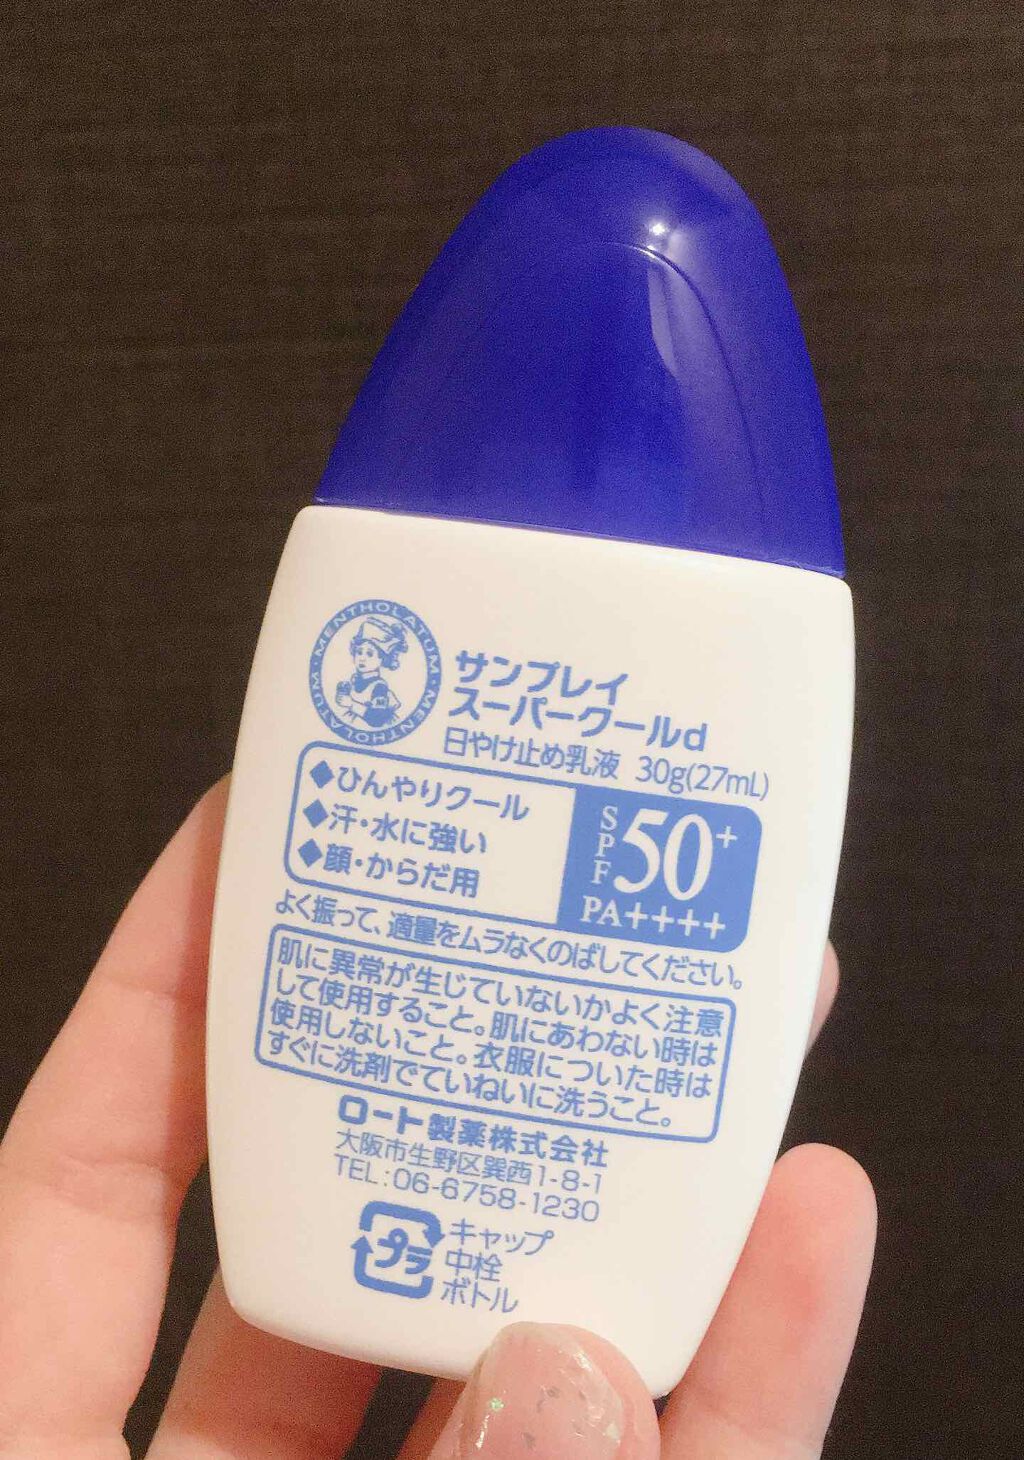 MENTHOLATUM・MENTHOLATUM・
サンプレイ
スーパークールd
日やけ止め乳液 30g(27mL)
◆ひんやりクール
◆汗・水に強い
◆顔・からだ用
SPF 50+
PA++++
よく振って、適量をムラなくのばしてください。
肌に異常が生じていないかよく注意
して使用すること。肌にあわない時は
使用しないこと。衣服についた時は
すぐに洗剤でていねいに洗うこと。
ロート製薬株式会社
大阪市生野区巽西1-8-1
TEL:06-6758-1230
プラ
キャップ
中栓
ボトル